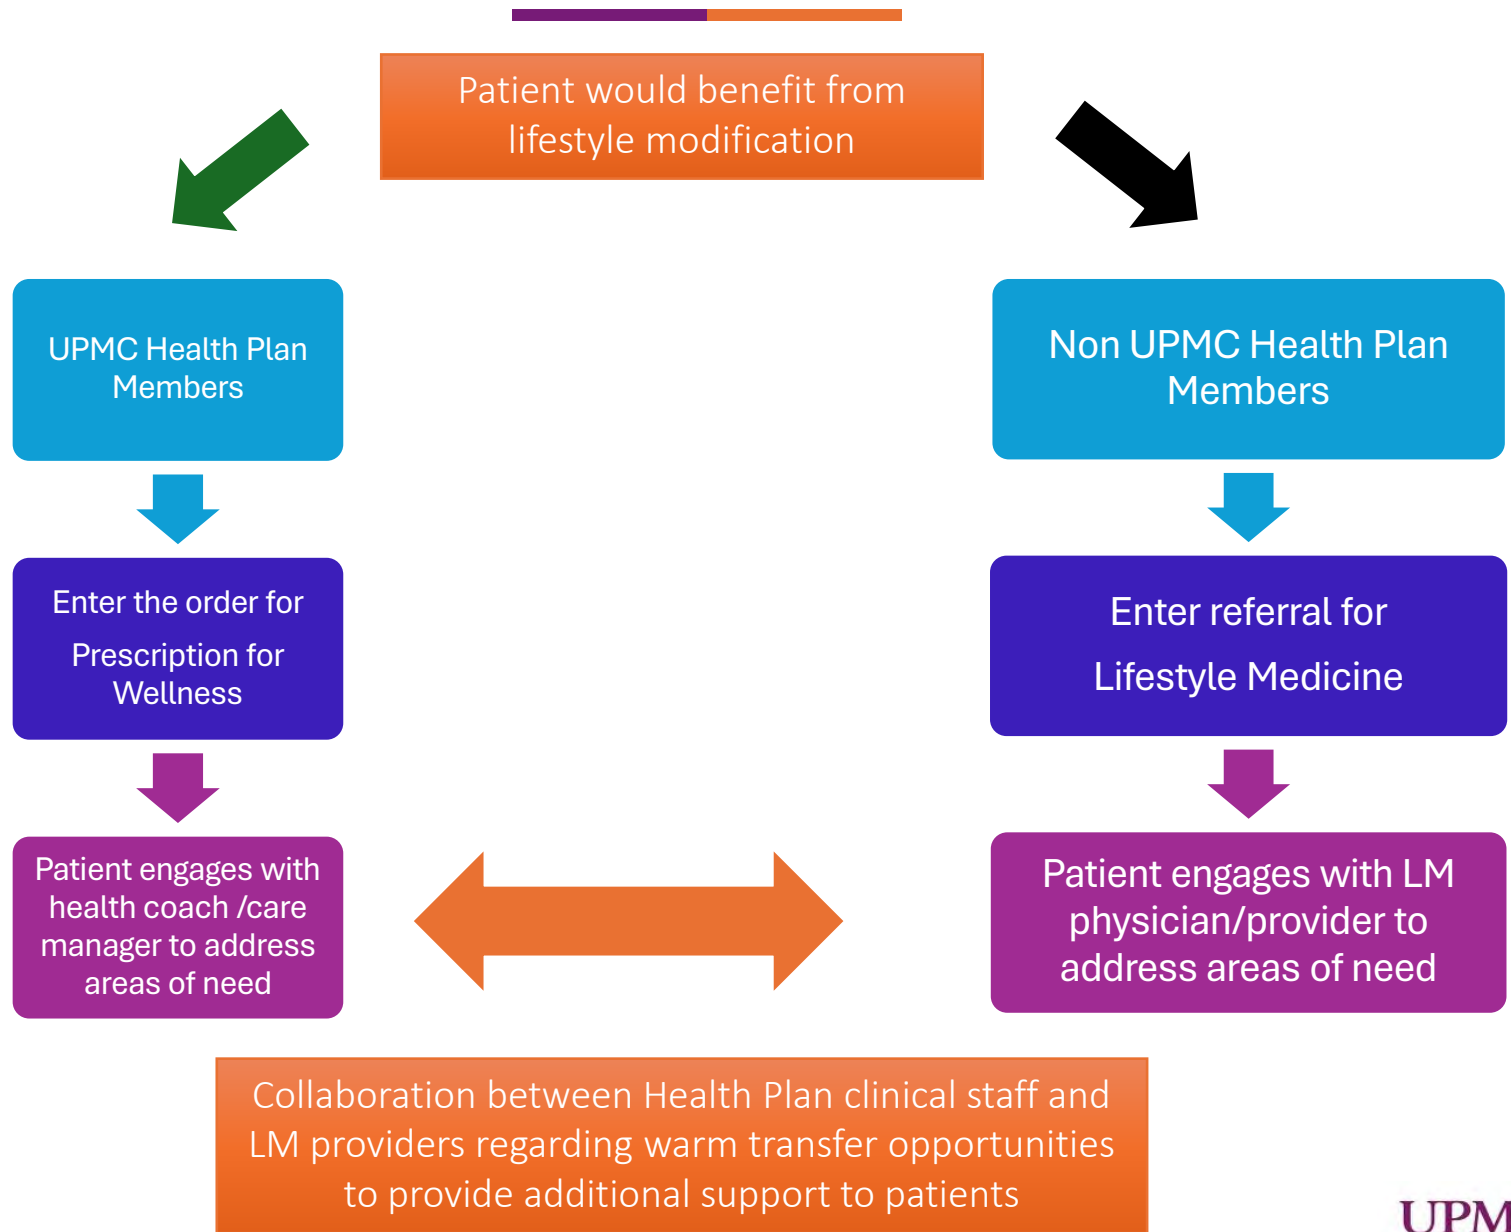 Patient would benefit from
lifestyle modification
UPMC Health Plan
Members
Non UPMC Health Plan
Members
Enter the order for
Prescription for
Wellness
Enter referral for
Lifestyle Medicine
Patient engages with
health coach /care
manager to address
areas of need
Patient engages with LM
physician/provider to
address areas of need
Collaboration between Health Plan clinical staff and
LM providers regarding warm transfer opportunities
to provide additional support to patients
UPM